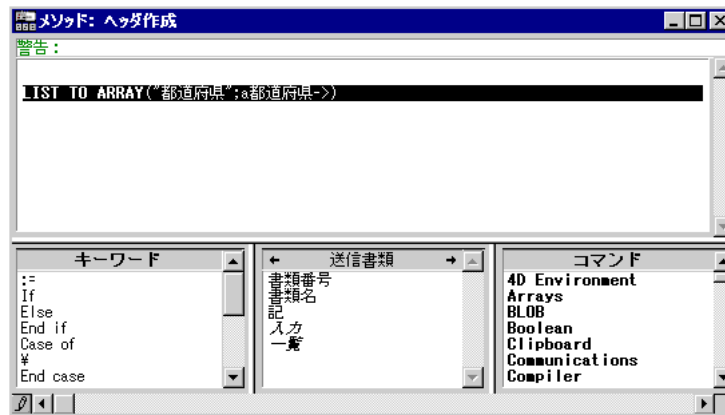 メソッド: ヘッダ作成
警告:
LIST TO ARRAY("都道府県";a都道府県->)
キーワード
:=
If
Else
End if
Case of
¥
End case
送信書類
書類番号
書類名
記
入力
一覧
コマンド
4D Environment
Arrays
BLOB
Boolean
Clipboard
Communications
Compiler